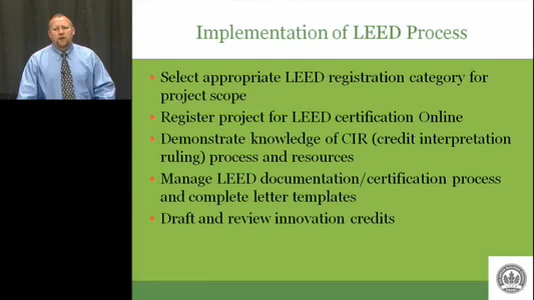 Implementation of LEED Process
• Select appropriate LEED registration category for
project scope
• Register project for LEED certification Online
• Demonstrate knowledge of CIR (credit interpretation
ruling) process and resources
• Manage LEED documentation/certification process
and complete letter templates
• Draft and review innovation credits